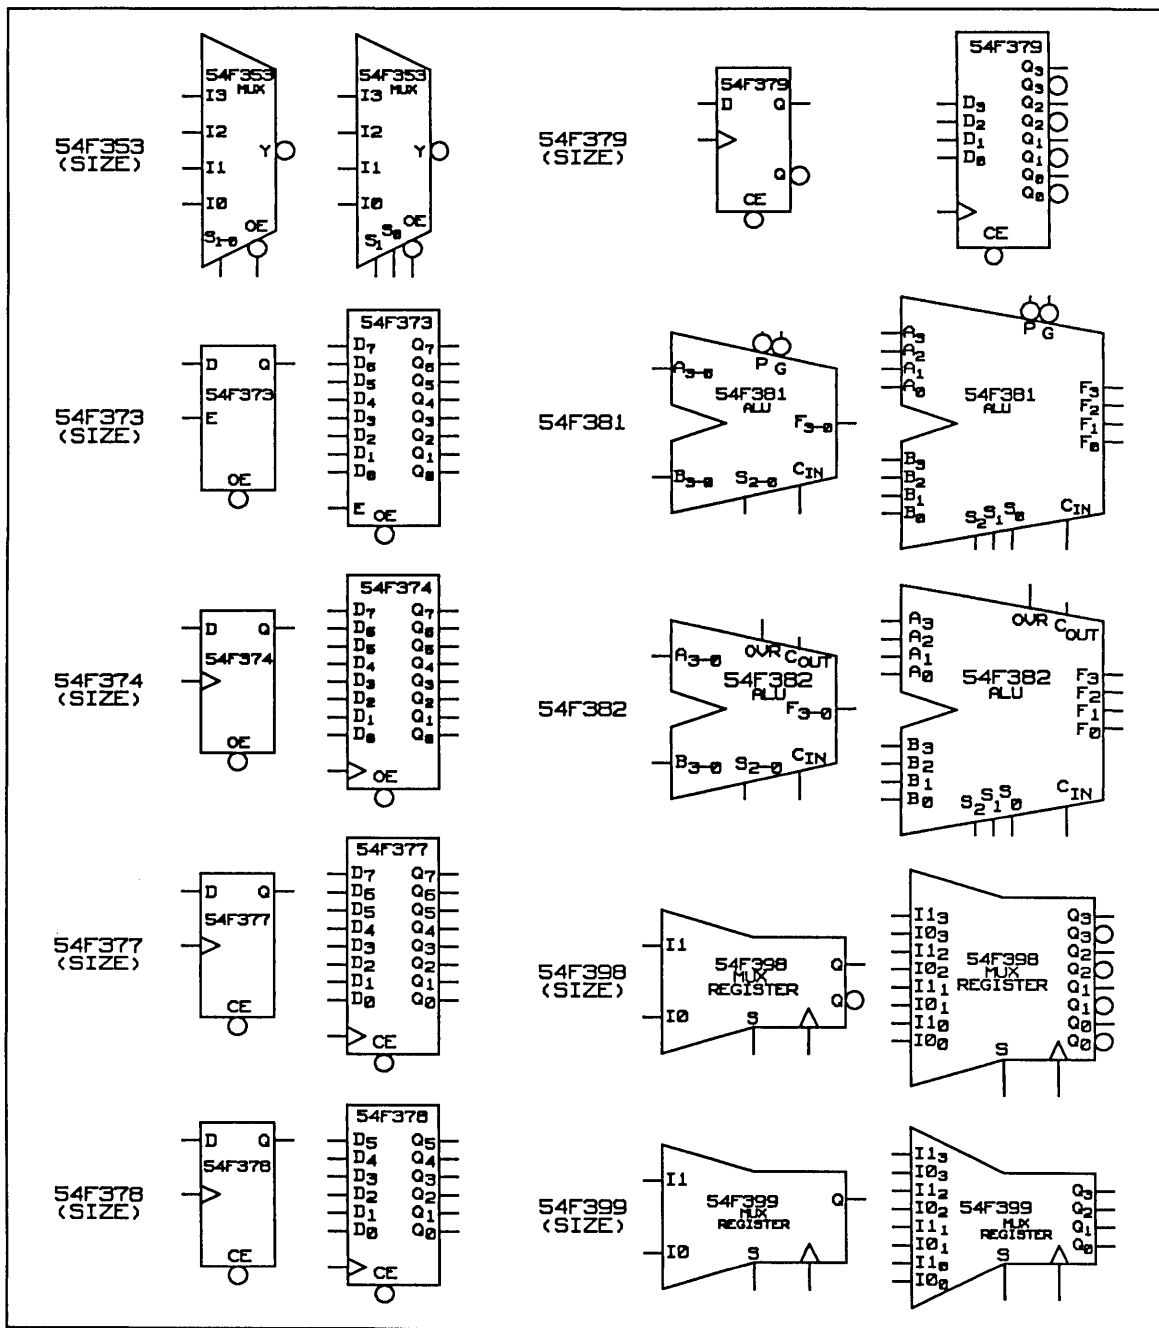 54F353
(SIZE)
54F353
MUX
I3
I2
I1
I0
Y
S1-0
OE
54F353
MUX
I3
I2
I1
I0
Y
S1
S0
OE
54F373
(SIZE)
D
Q
54F373
E
OE
54F373
D7 Q7
D6 Q6
D5 Q5
D4 Q4
D3 Q3
D2 Q2
D1 Q1
D0 Q0
E
OE
54F374
(SIZE)
D
Q
54F374
OE
54F374
D7 Q7
D6 Q6
D5 Q5
D4 Q4
D3 Q3
D2 Q2
D1 Q1
D0 Q0
OE
54F377
(SIZE)
D
Q
54F377
CE
54F377
D7 Q7
D6 Q6
D5 Q5
D4 Q4
D3 Q3
D2 Q2
D1 Q1
D0 Q0
CE
54F378
(SIZE)
D
Q
54F378
CE
54F378
D5 Q5
D4 Q4
D3 Q3
D2 Q2
D1 Q1
D0 Q0
CE
54F379
(SIZE)
54F379
D
Q
Q
CE
54F379
Q3
Q3
D3 Q2
D2 Q2
D1 Q1
D0 Q1
Q0
Q0
CE
54F381
P G
A3-0
54F381
ALU
F3-0
B3-0
S2-0
CIN
P G
A3
A2
A1
A0
54F381
ALU
F3
F2
F1
F0
B3
B2
B1
B0
S2
S1
S0
CIN
54F382
OVR
COUT
A3-0
54F382
ALU
F3-0
B3-0
S2-0
CIN
OVR
COUT
A3
A2
A1
A0
54F382
ALU
F3
F2
F1
F0
B3
B2
B1
B0
S2
S1
S0
CIN
54F398
(SIZE)
I1
54F398
MUX
REGISTER
Q
Q
I0
S
I13 Q3
I03 Q3
I12 Q2
I02 Q2
I11 Q1
I01 Q1
I10 Q0
I00 Q0
54F398
MUX
REGISTER
S
54F399
(SIZE)
I1
54F399
MUX
REGISTER
Q
I0
S
I13
I03
I12
I02
I11
I01
I10
I00
54F399
MUX
REGISTER
Q3
Q2
Q1
Q0
S